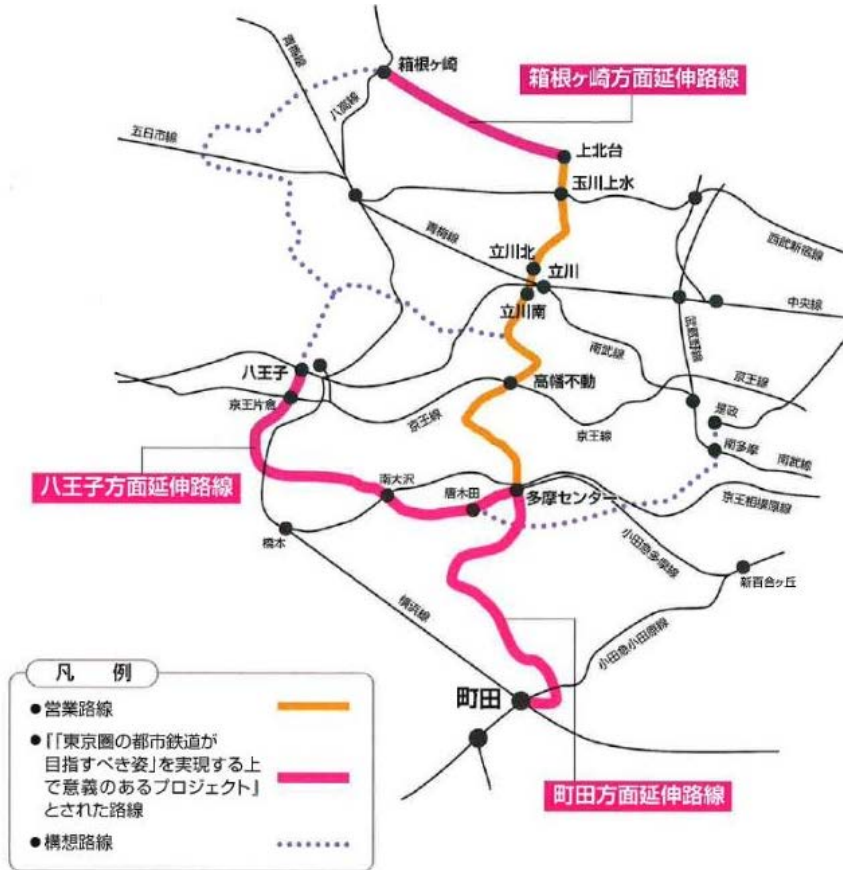 箱根ヶ崎
箱根ヶ崎方面延伸路線
青梅線
八高線
五日市線
上北台
玉川上水
青梅線
西武新宿線
立川北
立川
中央線
立川南
武蔵野線
南武線
八王子
高幡不動
京王線
京王片倉
京王線
京王線
是政
南多摩
南武線
八王子方面延伸路線
南大沢
唐木田
多摩センター
京王相模原線
橋本
小田急多摩線
新百合ヶ丘
横浜線
小田急小田原線
町田
町田方面延伸路線
凡 例
●営業路線
●『「東京圏の都市鉄道が
目指すべき姿」を実現する上
で意義のあるプロジェクト』
とされた路線
●構想路線